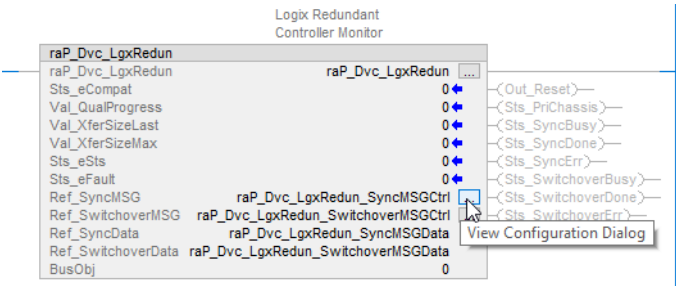 Logix Redundant
Controller Monitor
raP_Dvc_LgxRedun
raP_Dvc_LgxRedun raP_Dvc_LgxRedun ...
Sts_eCompat 0 (Out_Reset)
Val_QualProgress 0 (Sts_PriChassis)
Val_XferSizeLast 0 (Sts_SyncBusy)
Val_XferSizeMax 0 (Sts_SyncDone)
Sts_eSts 0 (Sts_SyncErr)
Sts_eFault 0 (Sts_SwitchoverBusy)
Ref_SyncMSG raP_Dvc_LgxRedun_SyncMSGCtrl ... (Sts_SwitchoverDone)
Ref_SwitchoverMSG raP_Dvc_LgxRedun_SwitchoverMSGCtrl (Sts_SwitchoverErr)
Ref_SyncData raP_Dvc_LgxRedun_SyncMSGData View Configuration Dialog
Ref_SwitchoverData raP_Dvc_LgxRedun_SwitchoverMSGData
BusObj 0